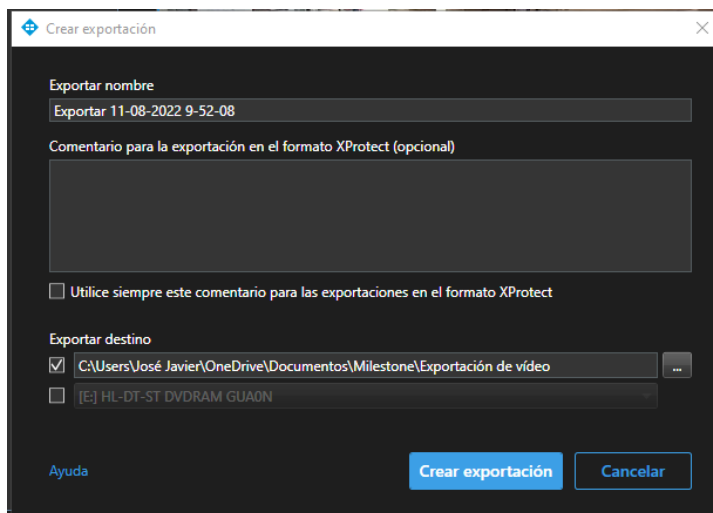 Crear exportación
Exportar nombre
Exportar 11-08-2022 9-52-08
Comentario para la exportación en el formato XProtect (opcional)
Utilice siempre este comentario para las exportaciones en el formato XProtect
Exportar destino
C:\Users\José Javier\OneDrive\Documentos\Milestone\Exportación de vídeo
...
[E:] HL-DT-ST DVDRAM GUA0N
Ayuda
Crear exportación
Cancelar